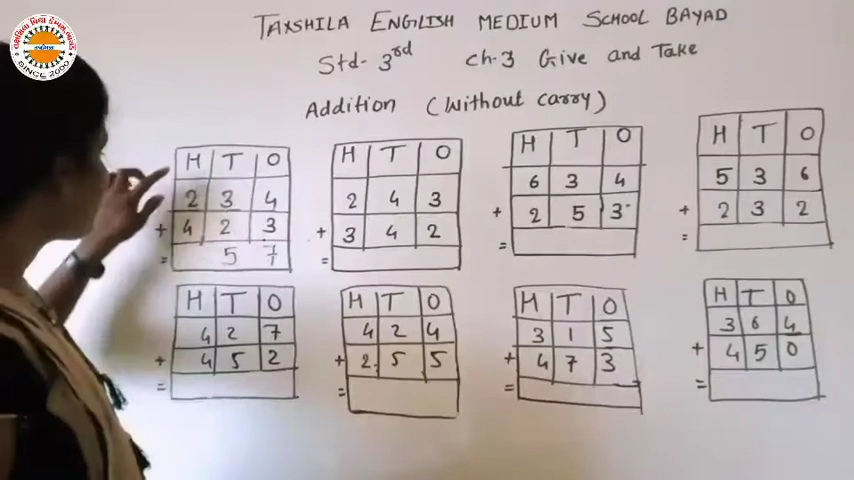 TAXSHILA ENGLISH MEDIUM SCHOOL BAYAD
Std- 3rd ch-3 Give and Take
Addition (Without carry)
H T O H T O H T O H T O
2 3 4 2 4 3 6 3 4 5 3 6
+ 4 2 3 + 3 4 2 + 2 5 3 + 2 3 2
= 5 7 = = =
H T O H T O H T O H T O
4 2 7 4 2 4 3 1 5 3 6 4
+ 4 5 2 + 2 5 5 + 4 7 3 + 4 5 0
= = = =
SINCE 2000